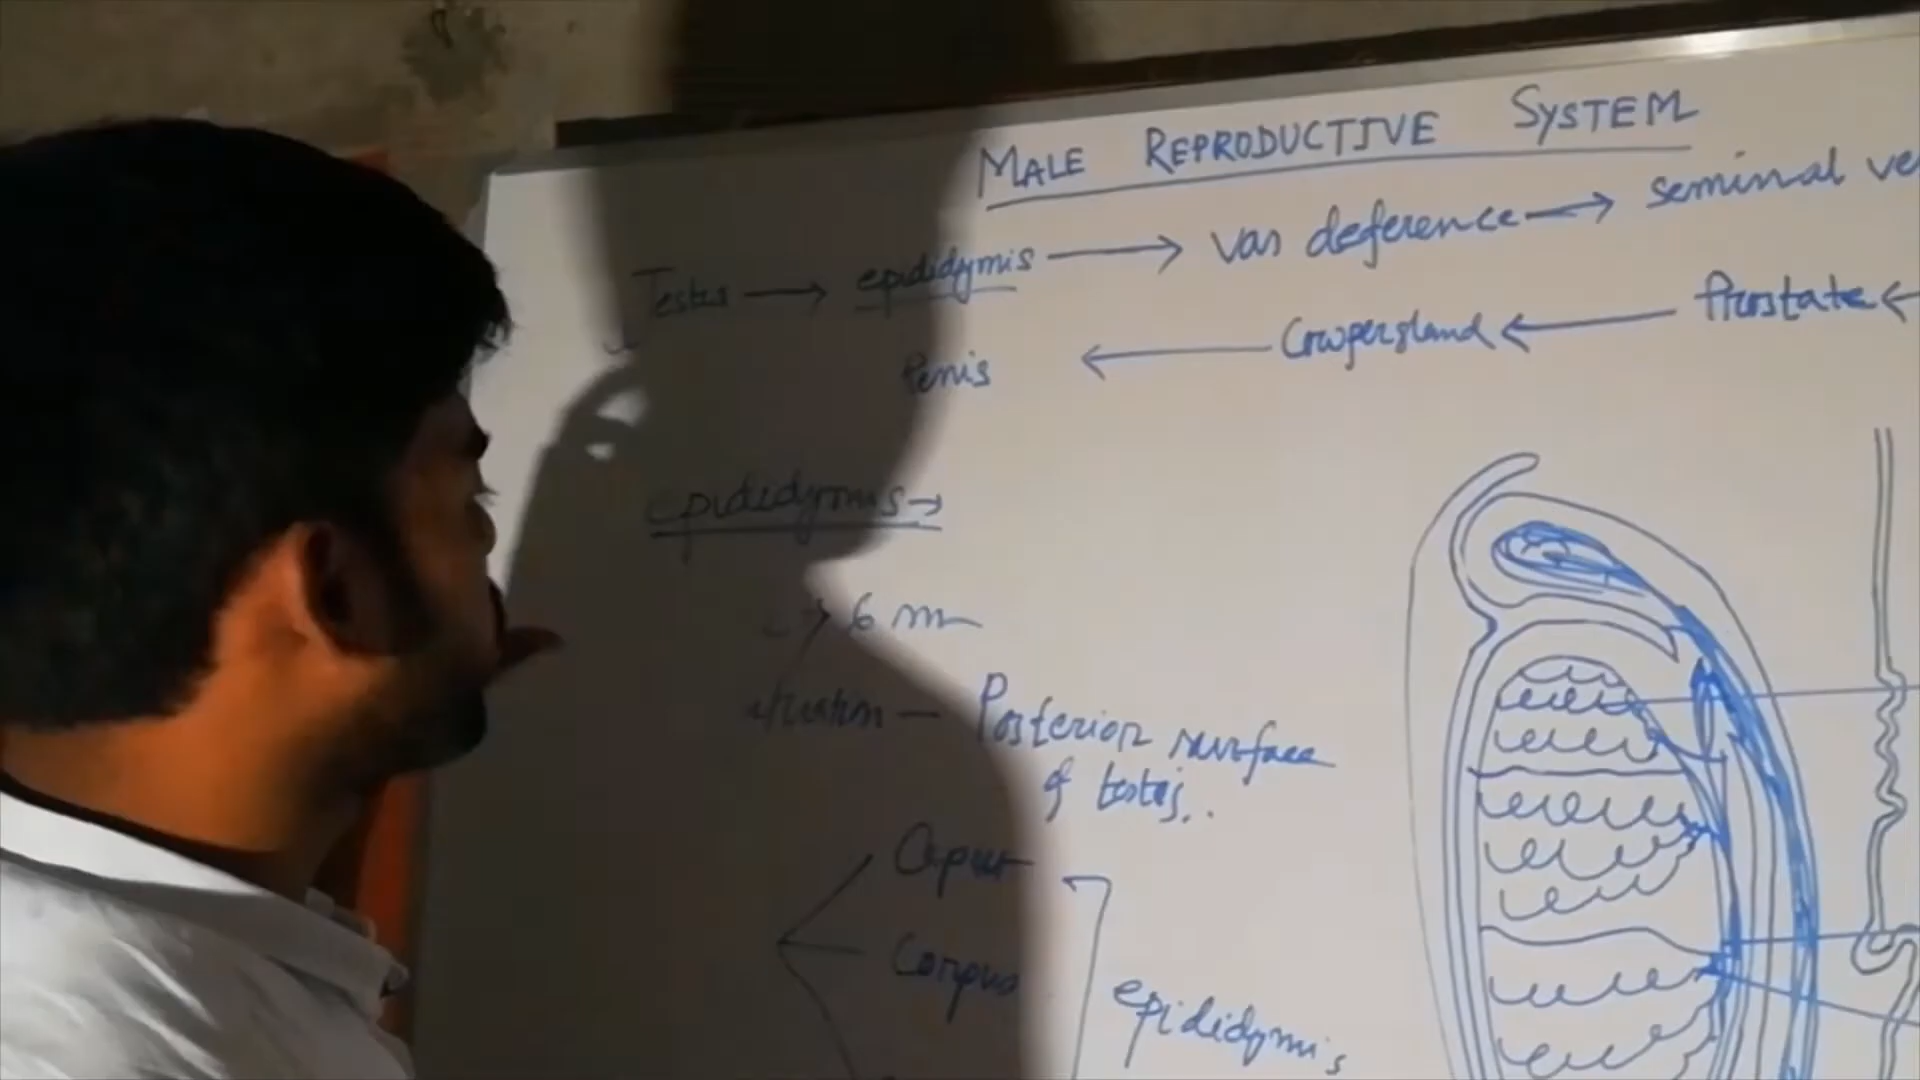 MALE REPRODUCTIVE SYSTEM
Testis → epididymis → vas deference → seminal ve
Penis ← Cowpergland ← Prostate ←
epididymis →
→ 6 m
Posterior surface
of testis..
Caput
Corpus
epididymis